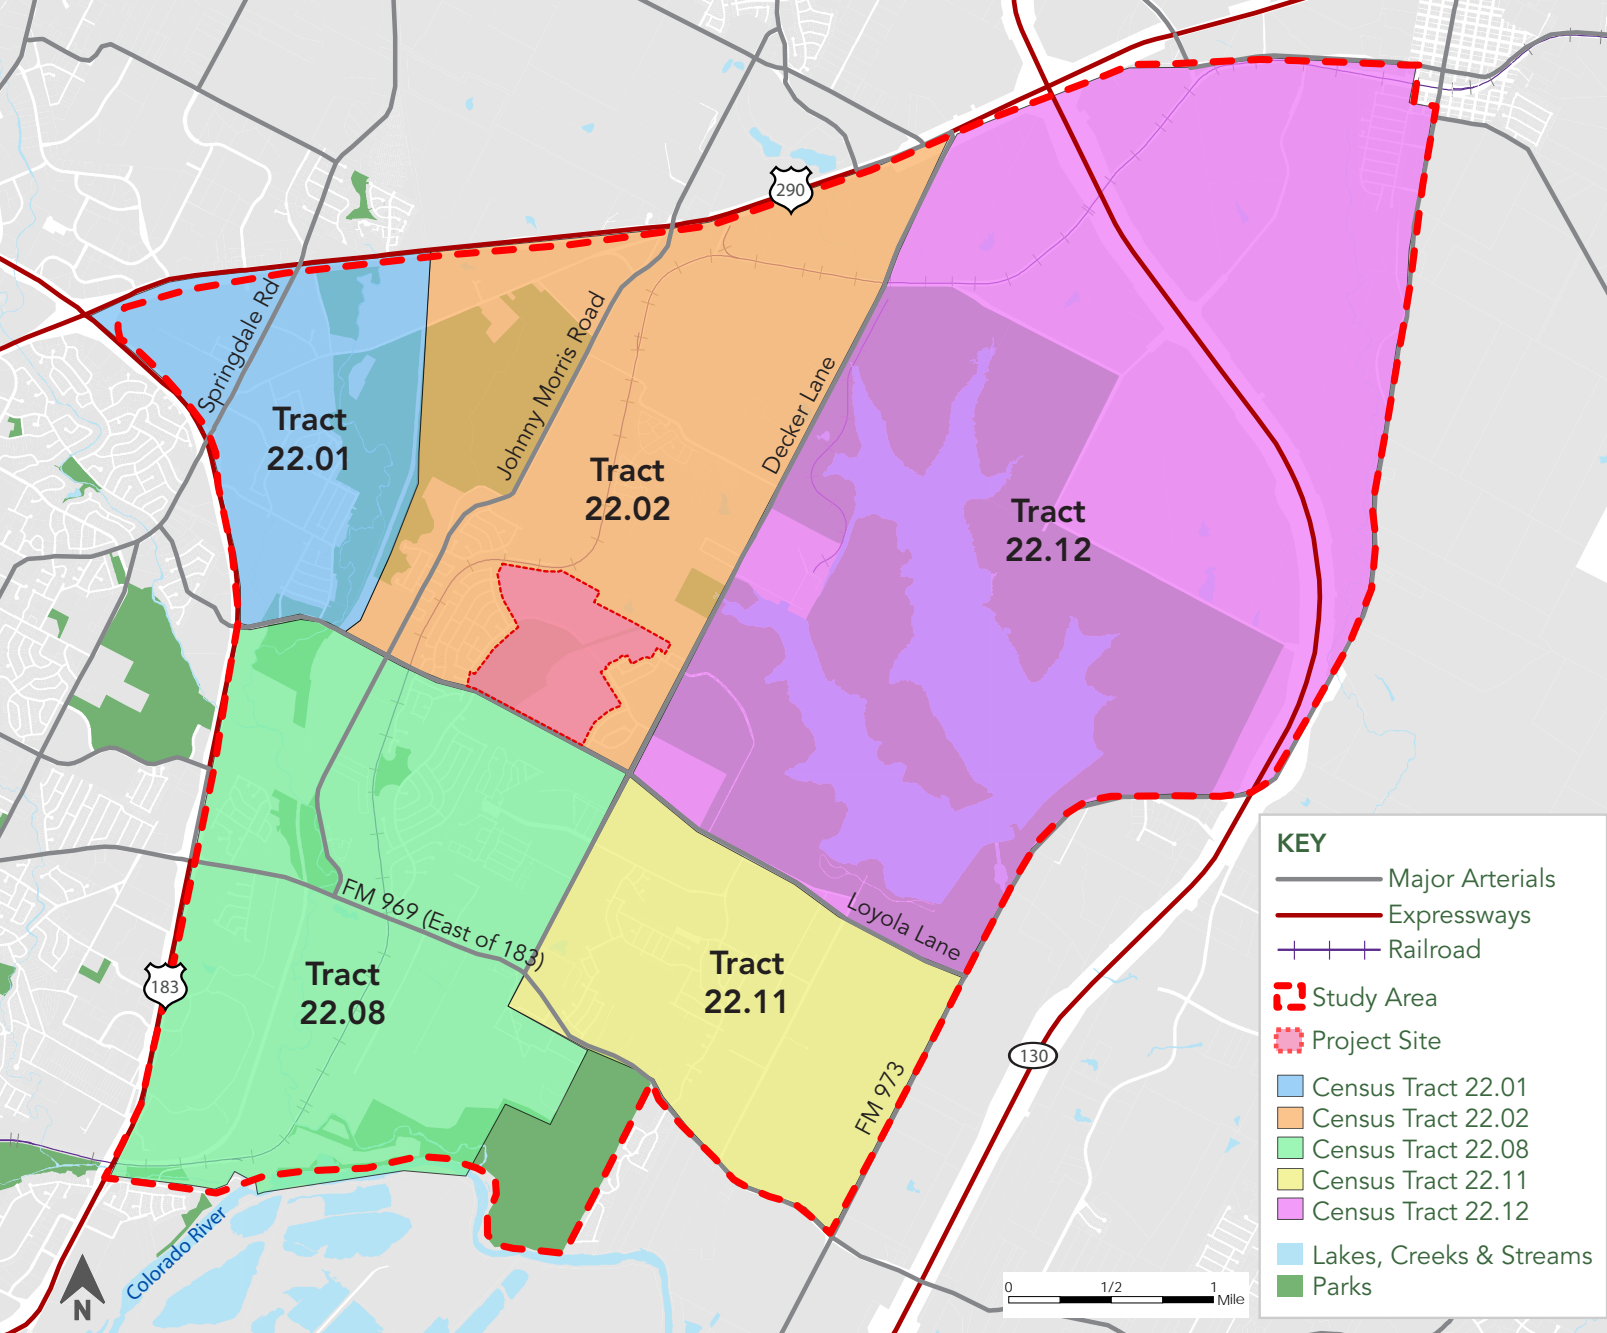 290
Springdale Rd
Johnny Morris Road
Decker Lane
Tract
22.01
Tract
22.02
Tract
22.12
FM 969 (East of 183)
Loyola Lane
Tract
22.08
Tract
22.11
183
FM 973
130
Colorado River
N
0 1/2 1
Mile
KEY
Major Arterials
Expressways
Railroad
Study Area
Project Site
Census Tract 22.01
Census Tract 22.02
Census Tract 22.08
Census Tract 22.11
Census Tract 22.12
Lakes, Creeks & Streams
Parks